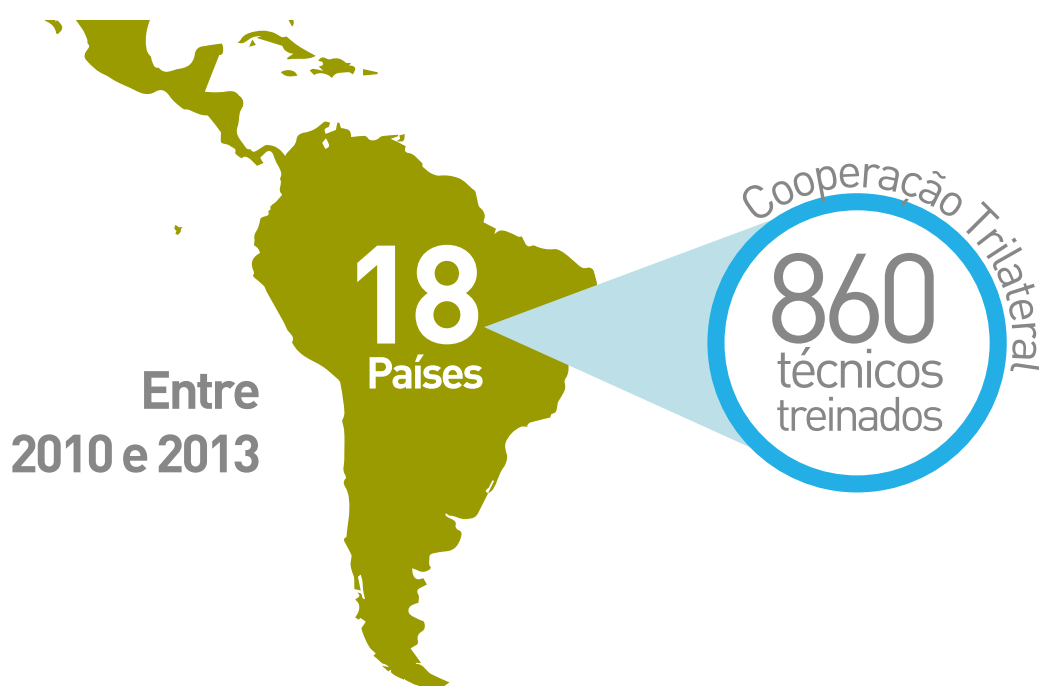 18
Países
Entre
2010 e 2013
Cooperação Trilateral
860
técnicos
treinados